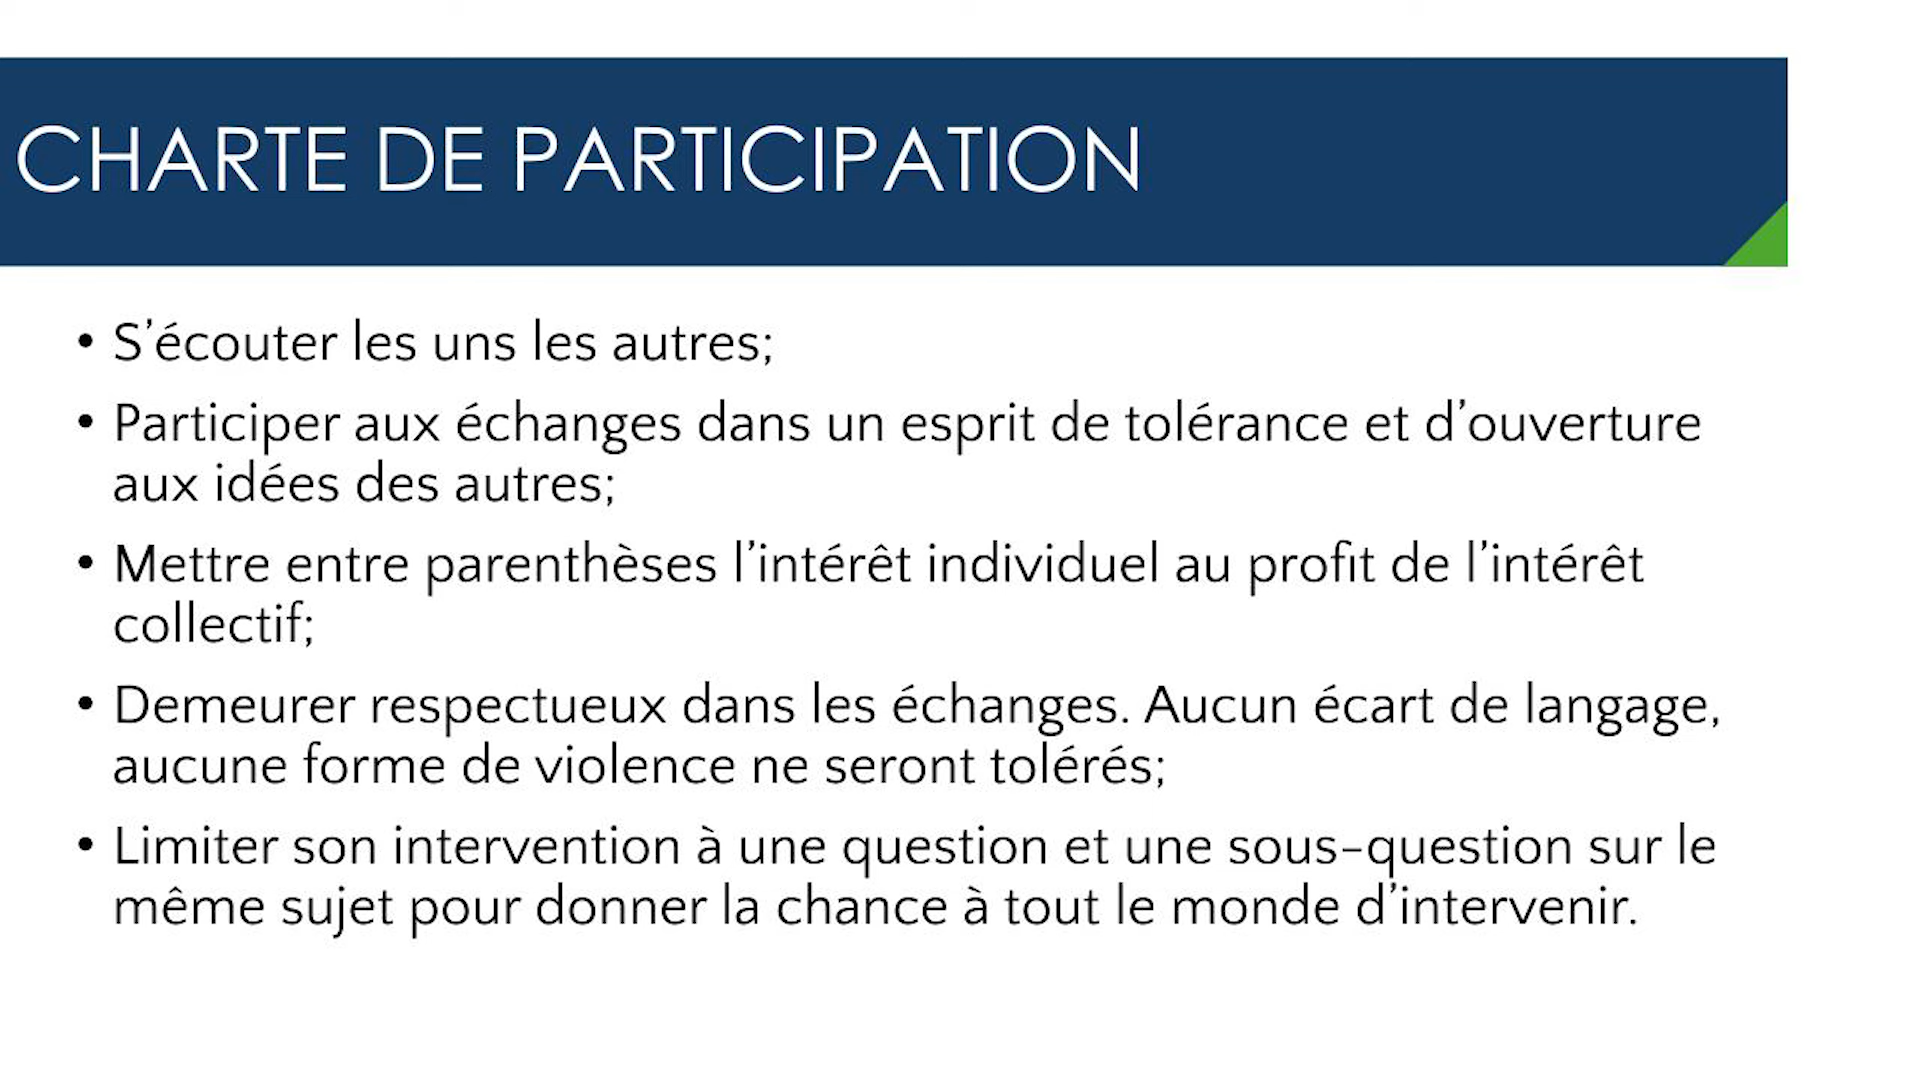 CHARTE DE PARTICIPATION
• S’écouter les uns les autres;
• Participer aux échanges dans un esprit de tolérance et d’ouverture
aux idées des autres;
• Mettre entre parenthèses l’intérêt individuel au profit de l’intérêt
collectif;
• Demeurer respectueux dans les échanges. Aucun écart de langage,
aucune forme de violence ne seront tolérés;
• Limiter son intervention à une question et une sous-question sur le
même sujet pour donner la chance à tout le monde d’intervenir.